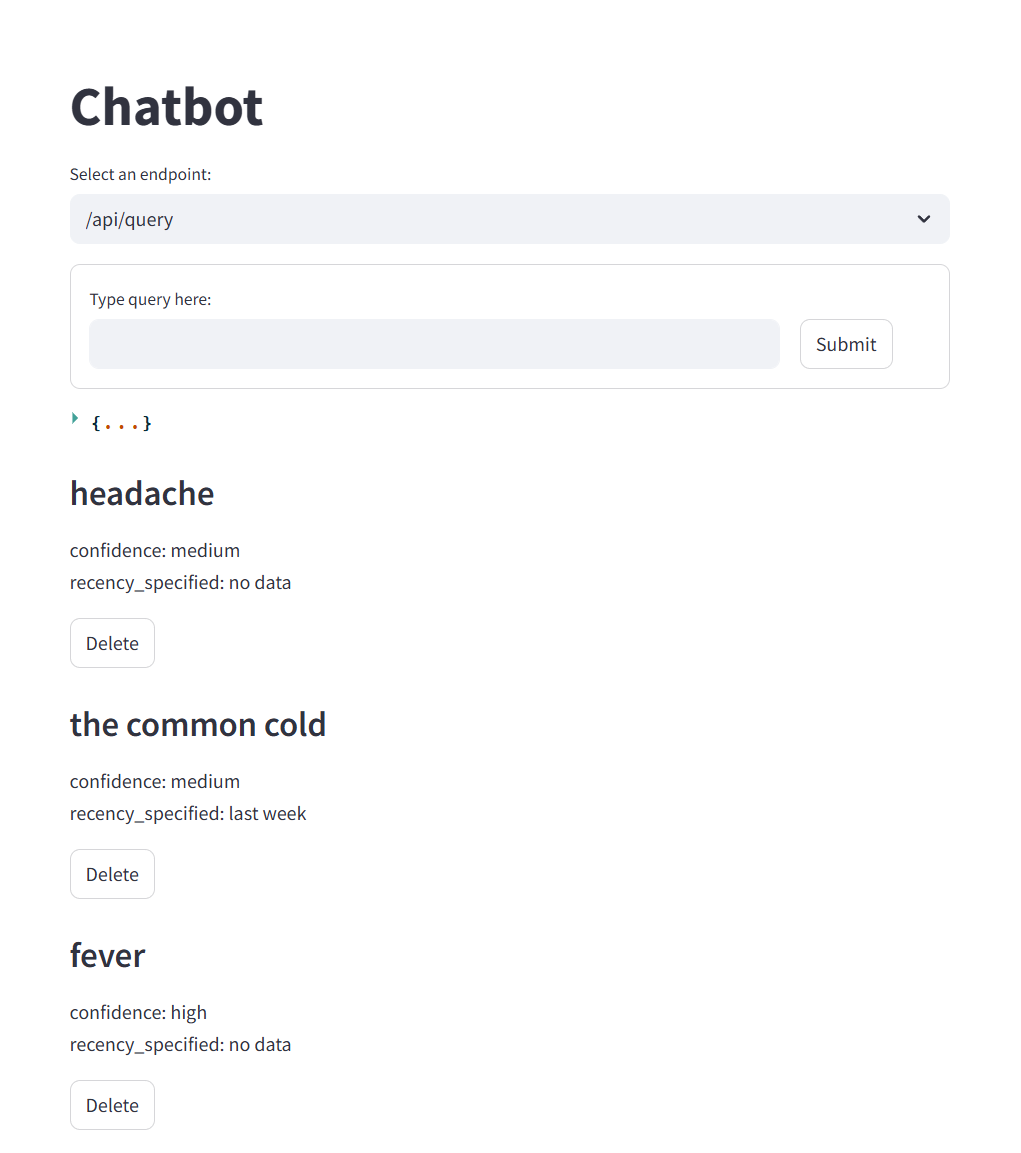 Chatbot
Select an endpoint:
/api/query
Type query here:
Submit
{...}
headache
confidence: medium
recency_specified: no data
Delete
the common cold
confidence: medium
recency_specified: last week
Delete
fever
confidence: high
recency_specified: no data
Delete